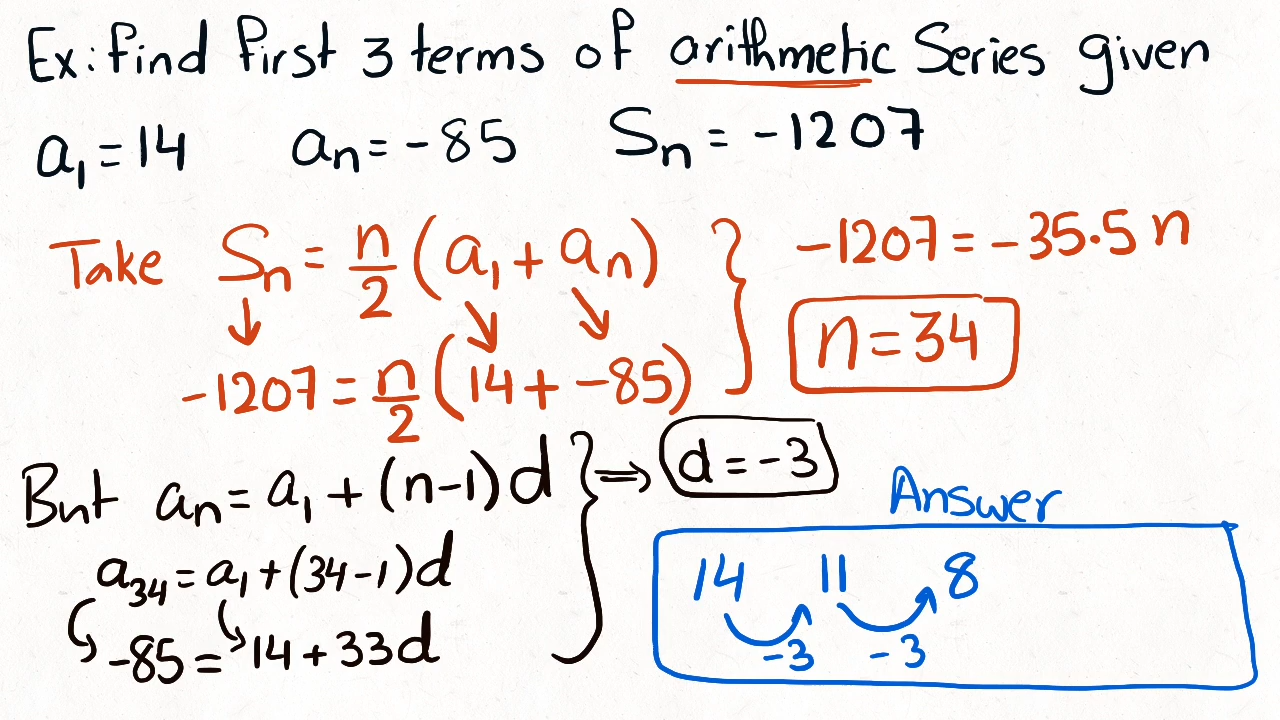 Ex: Find First 3 terms of arithmetic Series given
a₁ = 14 aₙ = -85 Sₙ = -1207
Take Sₙ = n/2 (a₁ + aₙ)
-1207 = n/2 (14 + -85)
-1207 = -35.5 n
n = 34
But aₙ = a₁ + (n-1) d
a₃₄ = a₁ + (34-1) d
-85 = 14 + 33d
⇒ d = -3
Answer
14 11 8
-3 -3